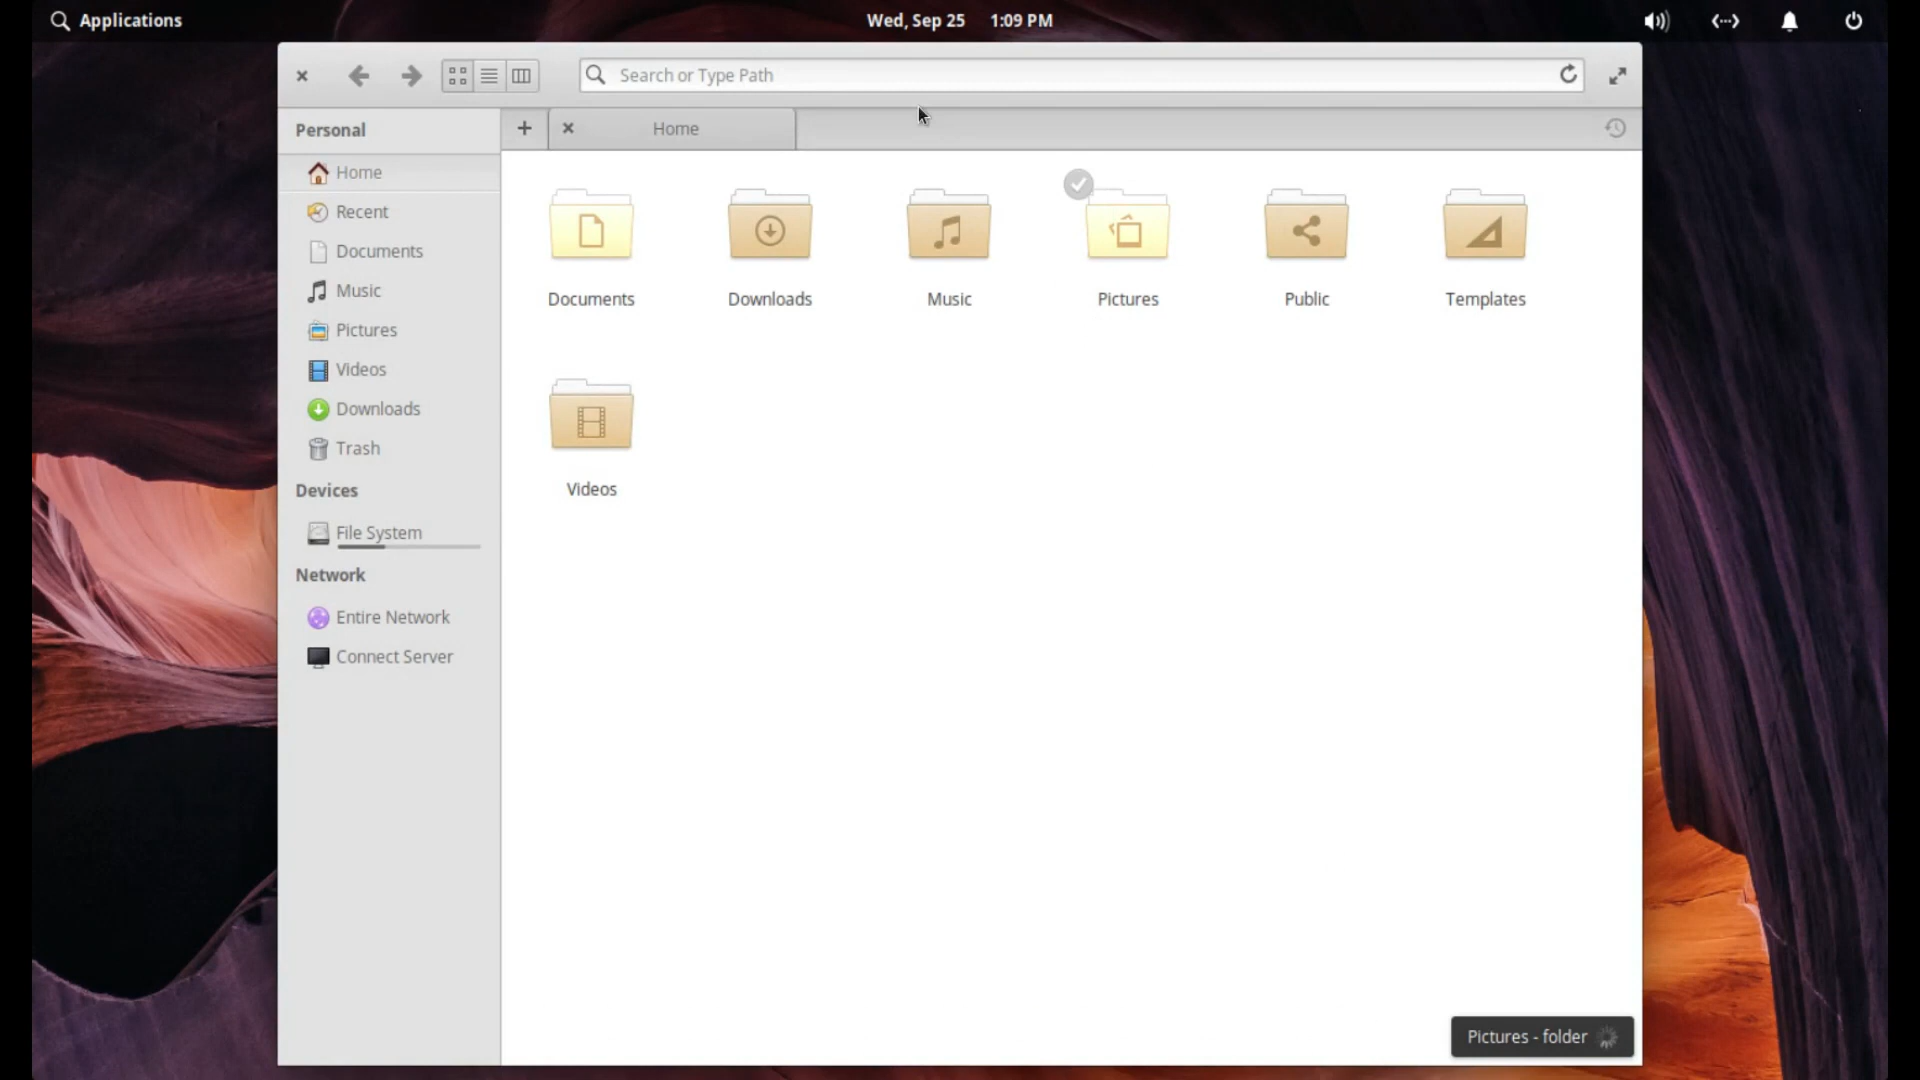 Applications
Wed, Sep 25 1:09 PM
Search or Type Path
Home
Personal
Home
Recent
Documents
Music
Pictures
Videos
Downloads
Trash
Devices
File System
Network
Entire Network
Connect Server
Documents
Downloads
Music
Pictures
Public
Templates
Videos
Pictures - folder